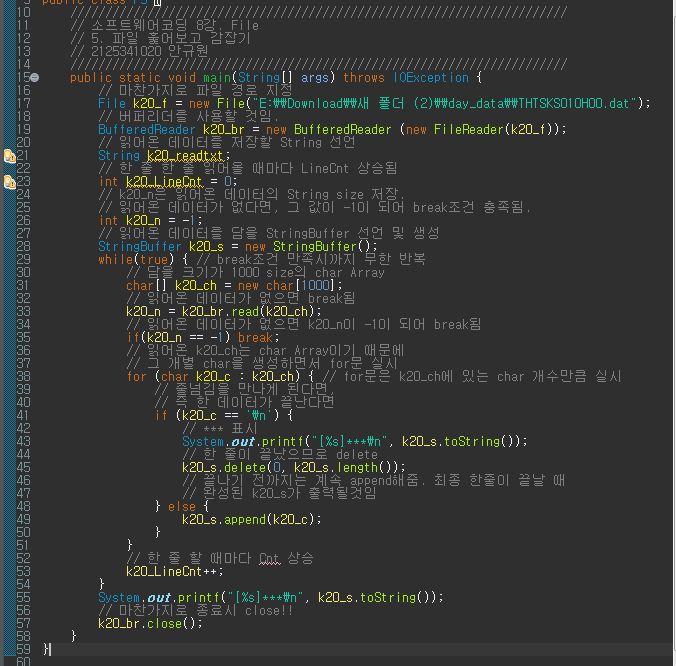 10 ////////////////////////////////////////////////////////////////////////
11 // 소프트웨어코딩 8강. File
12 // 5. 파일 훑어보고 감잡기
13 // 2125341020 안규원
14 ////////////////////////////////////////////////////////////////////////
15 public static void main(String[] args) throws IOException {
16 // 마찬가지로 파일 경로 지정
17 File k20_f = new File("E:\\Download\\새 폴더 (2)\\day_data\\THTSKS010H00.dat");
18 // 버퍼리더를 사용할 것임.
19 BufferedReader k20_br = new BufferedReader (new FileReader(k20_f));
20 // 읽어온 데이터를 저장할 String 선언
21 String k20_readtxt;
22 // 한 줄 한 줄 읽어올 때마다 LineCnt 상승됨
23 int k20_LineCnt = 0;
24 // k20_n은 읽어온 데이터의 String size 저장.
25 // 읽어온 데이터가 없다면, 그 값이 -1이 되어 break조건 충족됨.
26 int k20_n = -1;
27 // 읽어온 데이터를 담을 StringBuffer 선언 및 생성
28 StringBuffer k20_s = new StringBuffer();
29 while(true) { // break조건 만족시까지 무한 반복
30 // 담을 크기가 1000 size의 char Array
31 char[] k20_ch = new char[1000];
32 // 읽어온 데이터가 없으면 break됨
33 k20_n = k20_br.read(k20_ch);
34 // 읽어온 데이터가 없으면 k20_n이 -1이 되어 break됨
35 if(k20_n == -1) break;
36 // 읽어온 k20_ch는 char Array이기 때문에
37 // 그 개별 char을 생성하면서 for문 실시
38 for (char k20_c : k20_ch) { // for문은 k20_ch에 있는 char 개수만큼 실시
39 // 줄넘김을 만나게 된다면,
40 // 즉 한 데이터가 끝난다면
41 if (k20_c == '\n') {
42 // *** 표시
43 System.out.printf("[%s]***\n", k20_s.toString());
44 // 한 줄이 끝났으므로 delete
45 k20_s.delete(0, k20_s.length());
46 // 끝나기 전까지는 계속 append해줌. 최종 한줄이 끝날 때
47 // 완성된 k20_s가 출력될것임
48 } else {
49 k20_s.append(k20_c);
50 }
51 }
52 // 한 줄 할 때마다 Cnt 상승
53 k20_LineCnt++;
54 }
55 System.out.printf("[%s]***\n", k20_s.toString());
56 // 마찬가지로 종료시 close!!
57 k20_br.close();
58 }
59 }
60